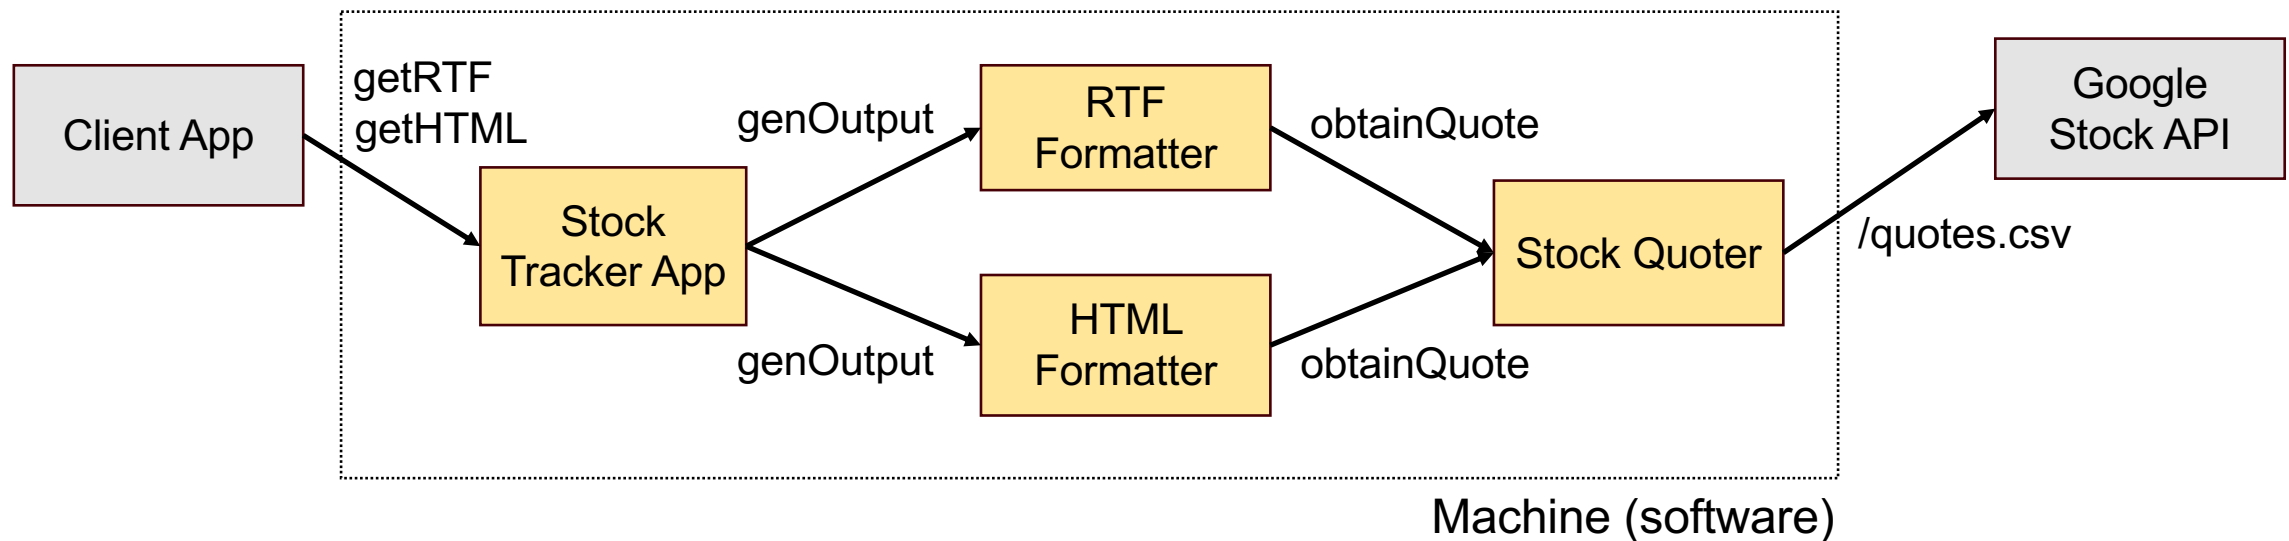 Client App
getRTF
getHTML
Stock
Tracker App
genOutput
genOutput
RTF
Formatter
HTML
Formatter
obtainQuote
obtainQuote
Stock Quoter
/quotes.csv
Google
Stock API
Machine (software)